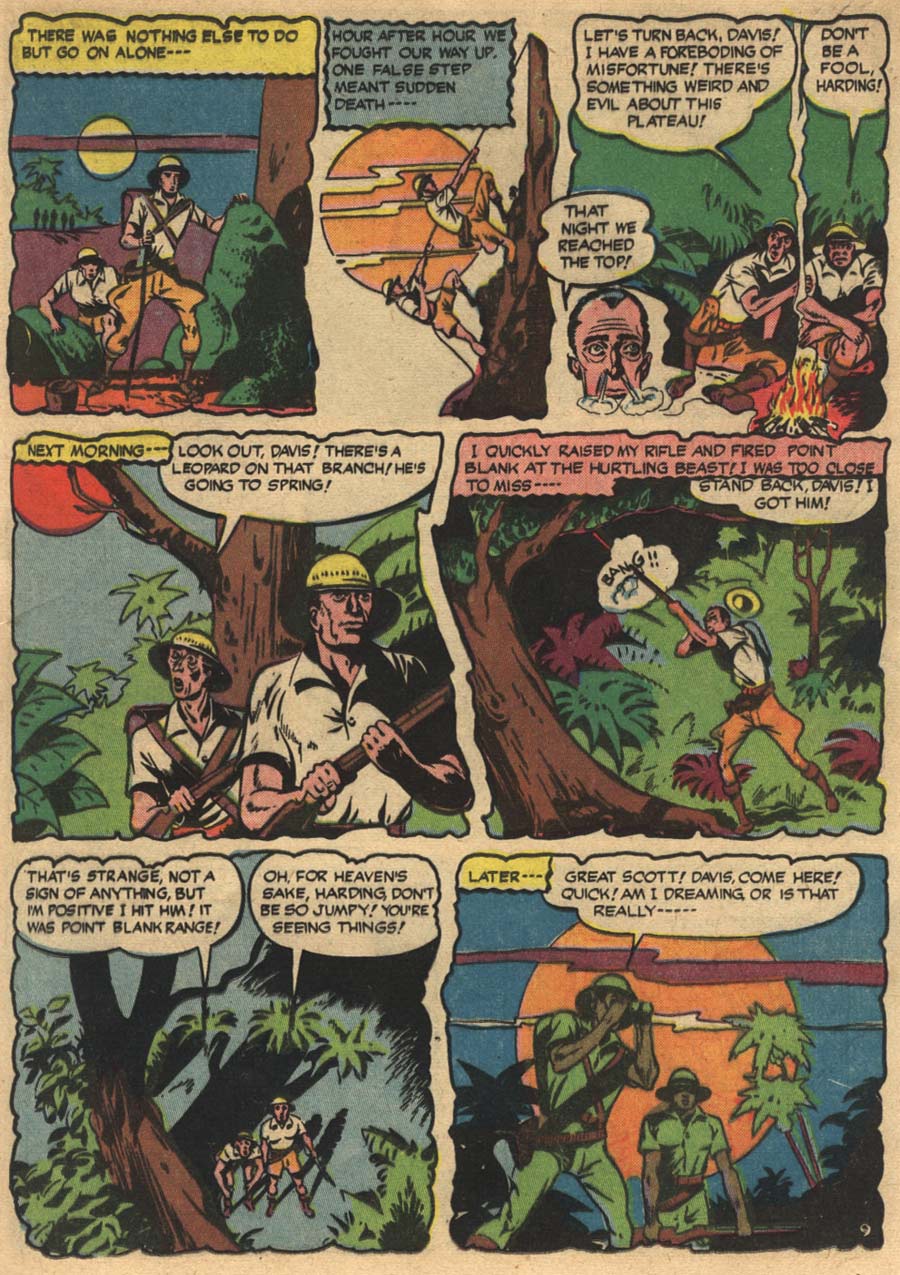 THERE WAS NOTHING ELSE TO DO
BUT GO ON ALONE---
HOUR AFTER HOUR WE
FOUGHT OUR WAY UP.
ONE FALSE STEP
MEANT SUDDEN
DEATH----
THAT
NIGHT WE
REACHED
THE TOP!
LET'S TURN BACK, DAVIS!
I HAVE A FOREBODING OF
MISFORTUNE! THERE'S
SOMETHING WEIRD AND
EVIL ABOUT THIS
PLATEAU!
DON'T
BE A
FOOL,
HARDING!
NEXT MORNING---
LOOK OUT, DAVIS! THERE'S A
LEOPARD ON THAT BRANCH! HE'S
GOING TO SPRING!
I QUICKLY RAISED MY RIFLE AND FIRED POINT
BLANK AT THE HURTLING BEAST! I WAS TOO CLOSE
TO MISS----
STAND BACK, DAVIS! I
GOT HIM!
BANG!!
THAT'S STRANGE, NOT A
SIGN OF ANYTHING, BUT
I'M POSITIVE I HIT HIM! IT
WAS POINT BLANK RANGE!
OH, FOR HEAVEN'S
SAKE, HARDING, DON'T
BE SO JUMPY! YOU'RE
SEEING THINGS!
LATER---
GREAT SCOTT! DAVIS, COME HERE!
QUICK! AM I DREAMING OR IS THAT
REALLY-----
9